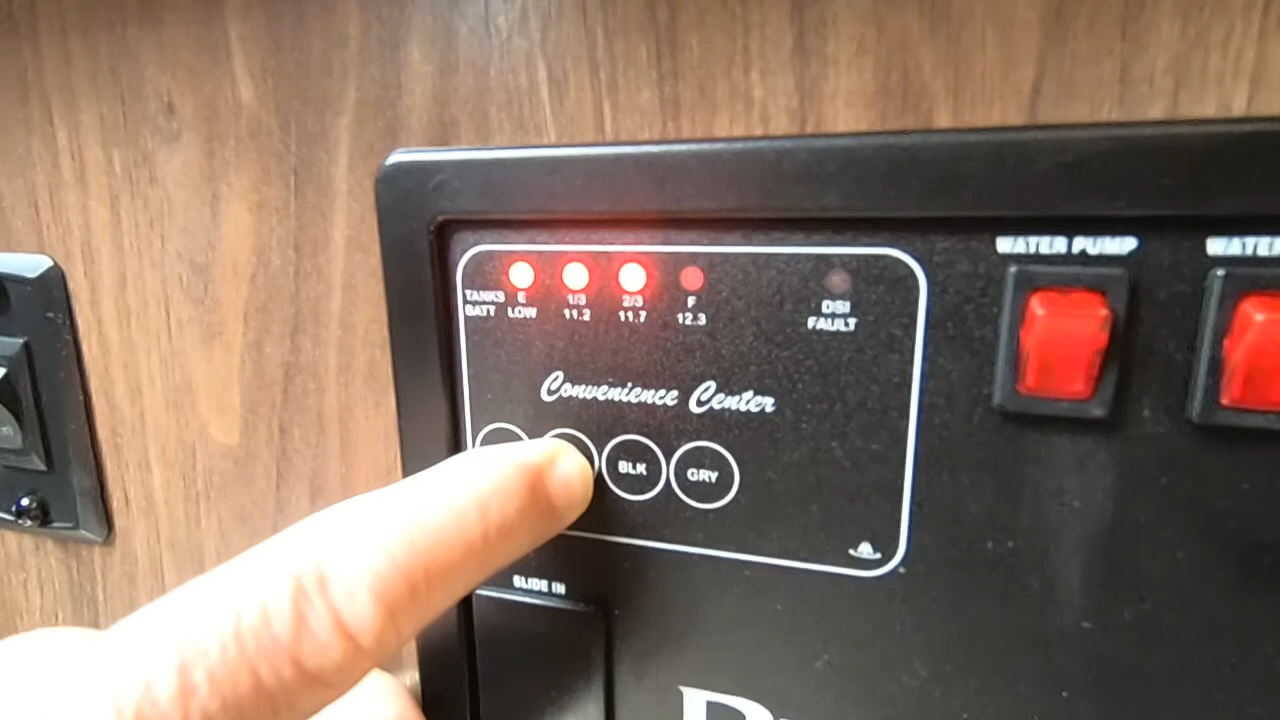 WATER PUMP
WATER
TANKS E 1/3 2/3 F
BATT LOW 11.2 11.7 12.3
DSI
FAULT
Convenience Center
BLK GRY
SLIDE IN